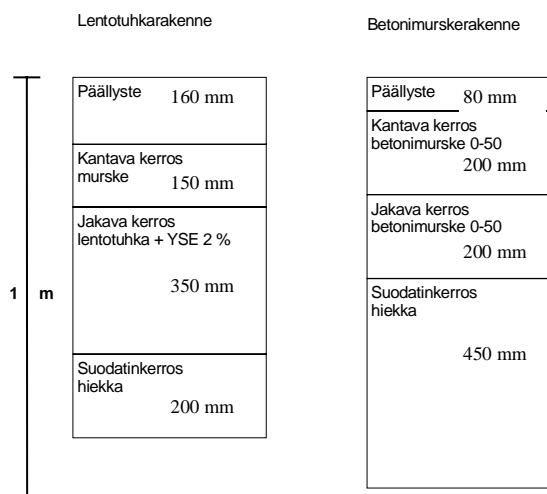 Lentotuhkarakenne
Betonimurskerakenne
Päällyste 160 mm
Kantava kerros
murske
150 mm
Jakava kerros
lentotuhka + YSE 2 %
350 mm
Suodatinkerros
hiekka
200 mm
1 m
Päällyste 80 mm
Kantava kerros
betonimurske 0-50
200 mm
Jakava kerros
betonimurske 0-50
200 mm
Suodatinkerros
hiekka
450 mm